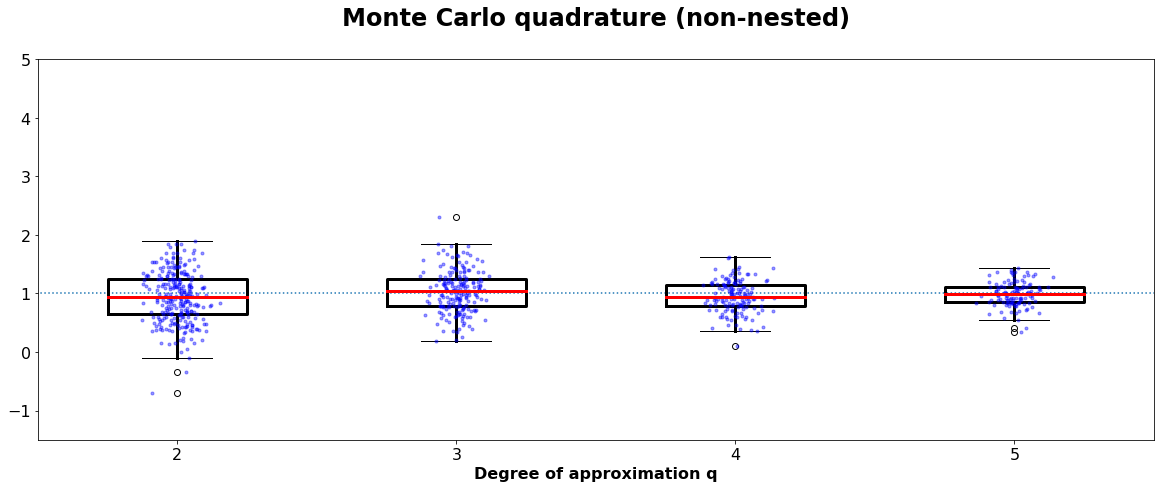 Monte Carlo quadrature (non-nested)
5
4
3
2
1
0
−1
2 3 4 5
Degree of approximation q